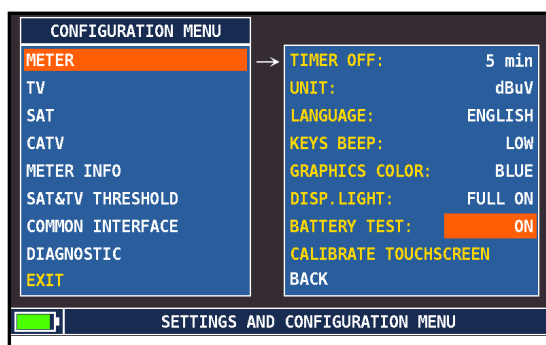 CONFIGURATION MENU
METER → TIMER OFF: 5 min
TV UNIT: dBuV
SAT LANGUAGE: ENGLISH
CATV KEYS BEEP: LOW
METER INFO GRAPHICS COLOR: BLUE
SAT&TV THRESHOLD DISP.LIGHT: FULL ON
COMMON INTERFACE BATTERY TEST: ON
DIAGNOSTIC CALIBRATE TOUCHSCREEN
EXIT BACK
SETTINGS AND CONFIGURATION MENU